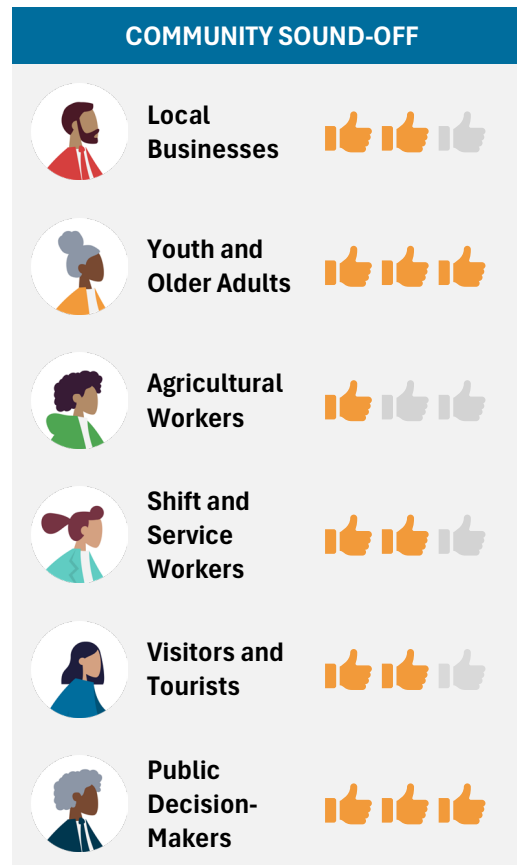 COMMUNITY SOUND-OFF
Local
Businesses
Youth and
Older Adults
Agricultural
Workers
Shift and
Service
Workers
Visitors and
Tourists
Public
Decision-
Makers